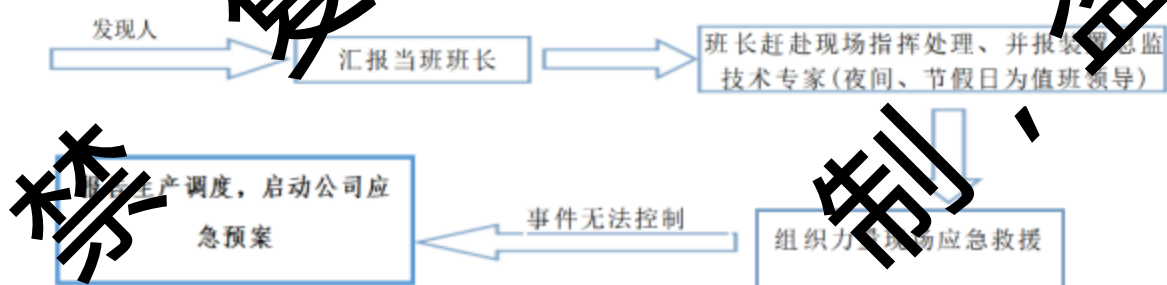 发现人
汇报当班班长
班长赶赴现场指挥处理、并报装置总监
技术专家(夜间、节假日为值班领导)
组织力量现场应急救援
事件无法控制
生产调度，启动公司应
急预案
禁
制，